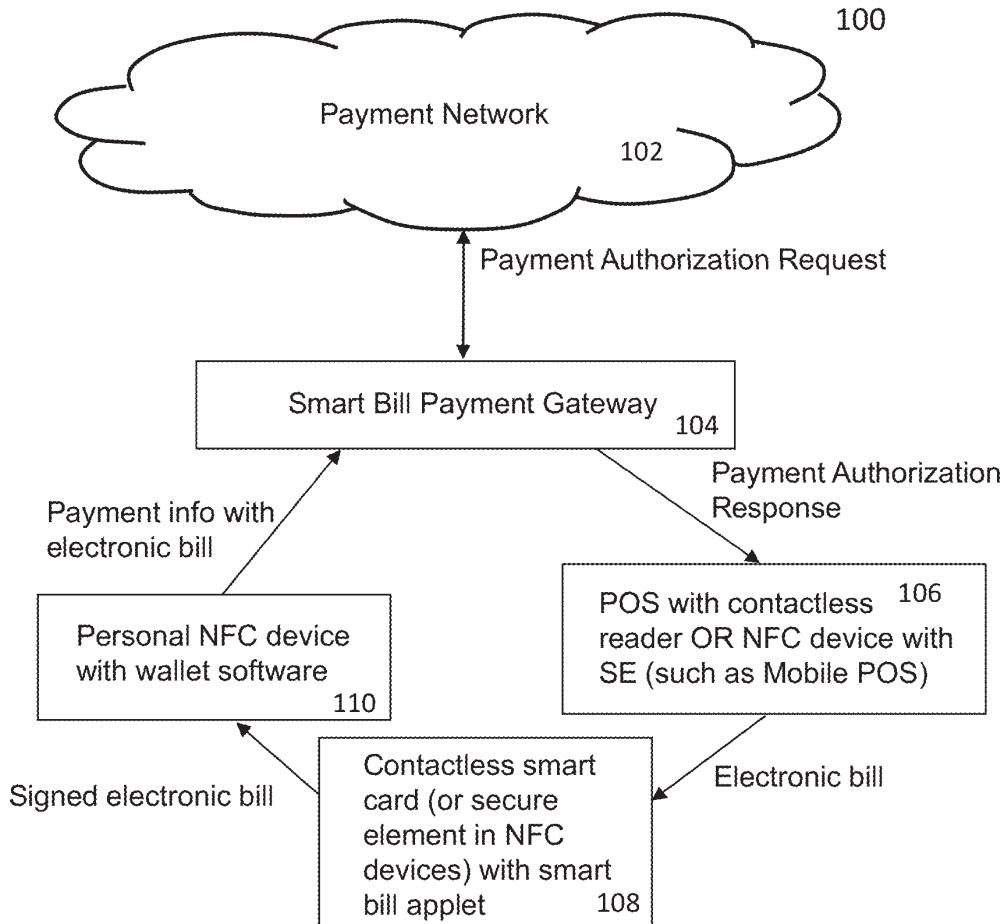 100
Payment Network
102
Payment Authorization Request
Smart Bill Payment Gateway
104
Payment Authorization
Response
Payment info with
electronic bill
POS with contactless 106
reader OR NFC device with
SE (such as Mobile POS)
Personal NFC device
with wallet software
110
Electronic bill
Signed electronic bill
Contactless smart
card (or secure
element in NFC
devices) with smart
bill applet 108